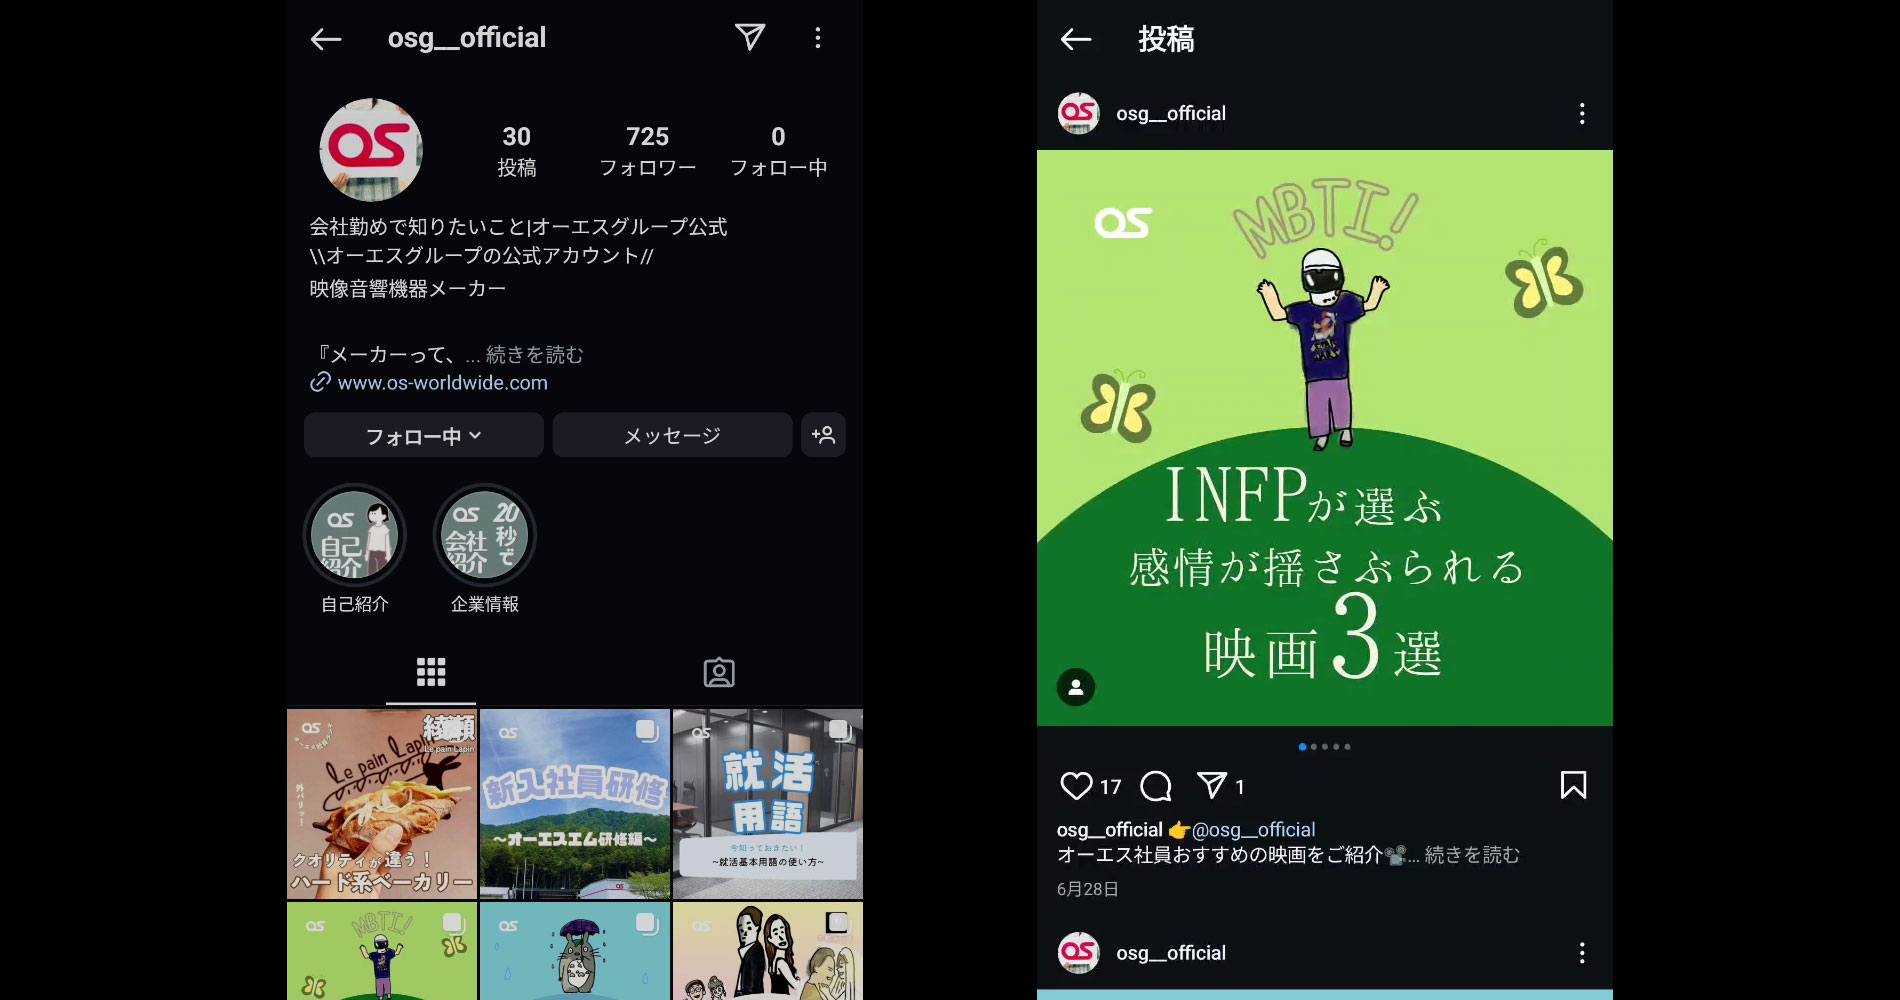 osg__official
OS
30
725
0
投稿
フォロワー
フォロー中
会社勤めで知りたいこと|オーエスグループ公式
\\オーエスグループの公式アカウント//
映像音響機器メーカー
『メーカーって、... 続きを読む
www.os-worldwide.com
フォロー中
メッセージ
OS
自己
紹介
OS 20
会社 秒
紹介 で
自己紹介
企業情報
OS
綾瀬
Le pain Lapin
Le pain Lapin
外パリッ!
クオリティが違う!
ハード系ベーカリー
OS
新入社員研修
~オーエスエム研修編~
OS
OS
就活
用語
今知っておきたい!
~就活基本用語の使い方~
OS
MBTI!
OS
OS
投稿
OS
osg__official
OS
MBTI!
INFPが選ぶ
感情が揺さぶられる
映画3選
17
1
osg__official 👉@osg__official
オーエス社員おすすめの映画をご紹介📽️... 続きを読む
6月28日
OS
osg__official